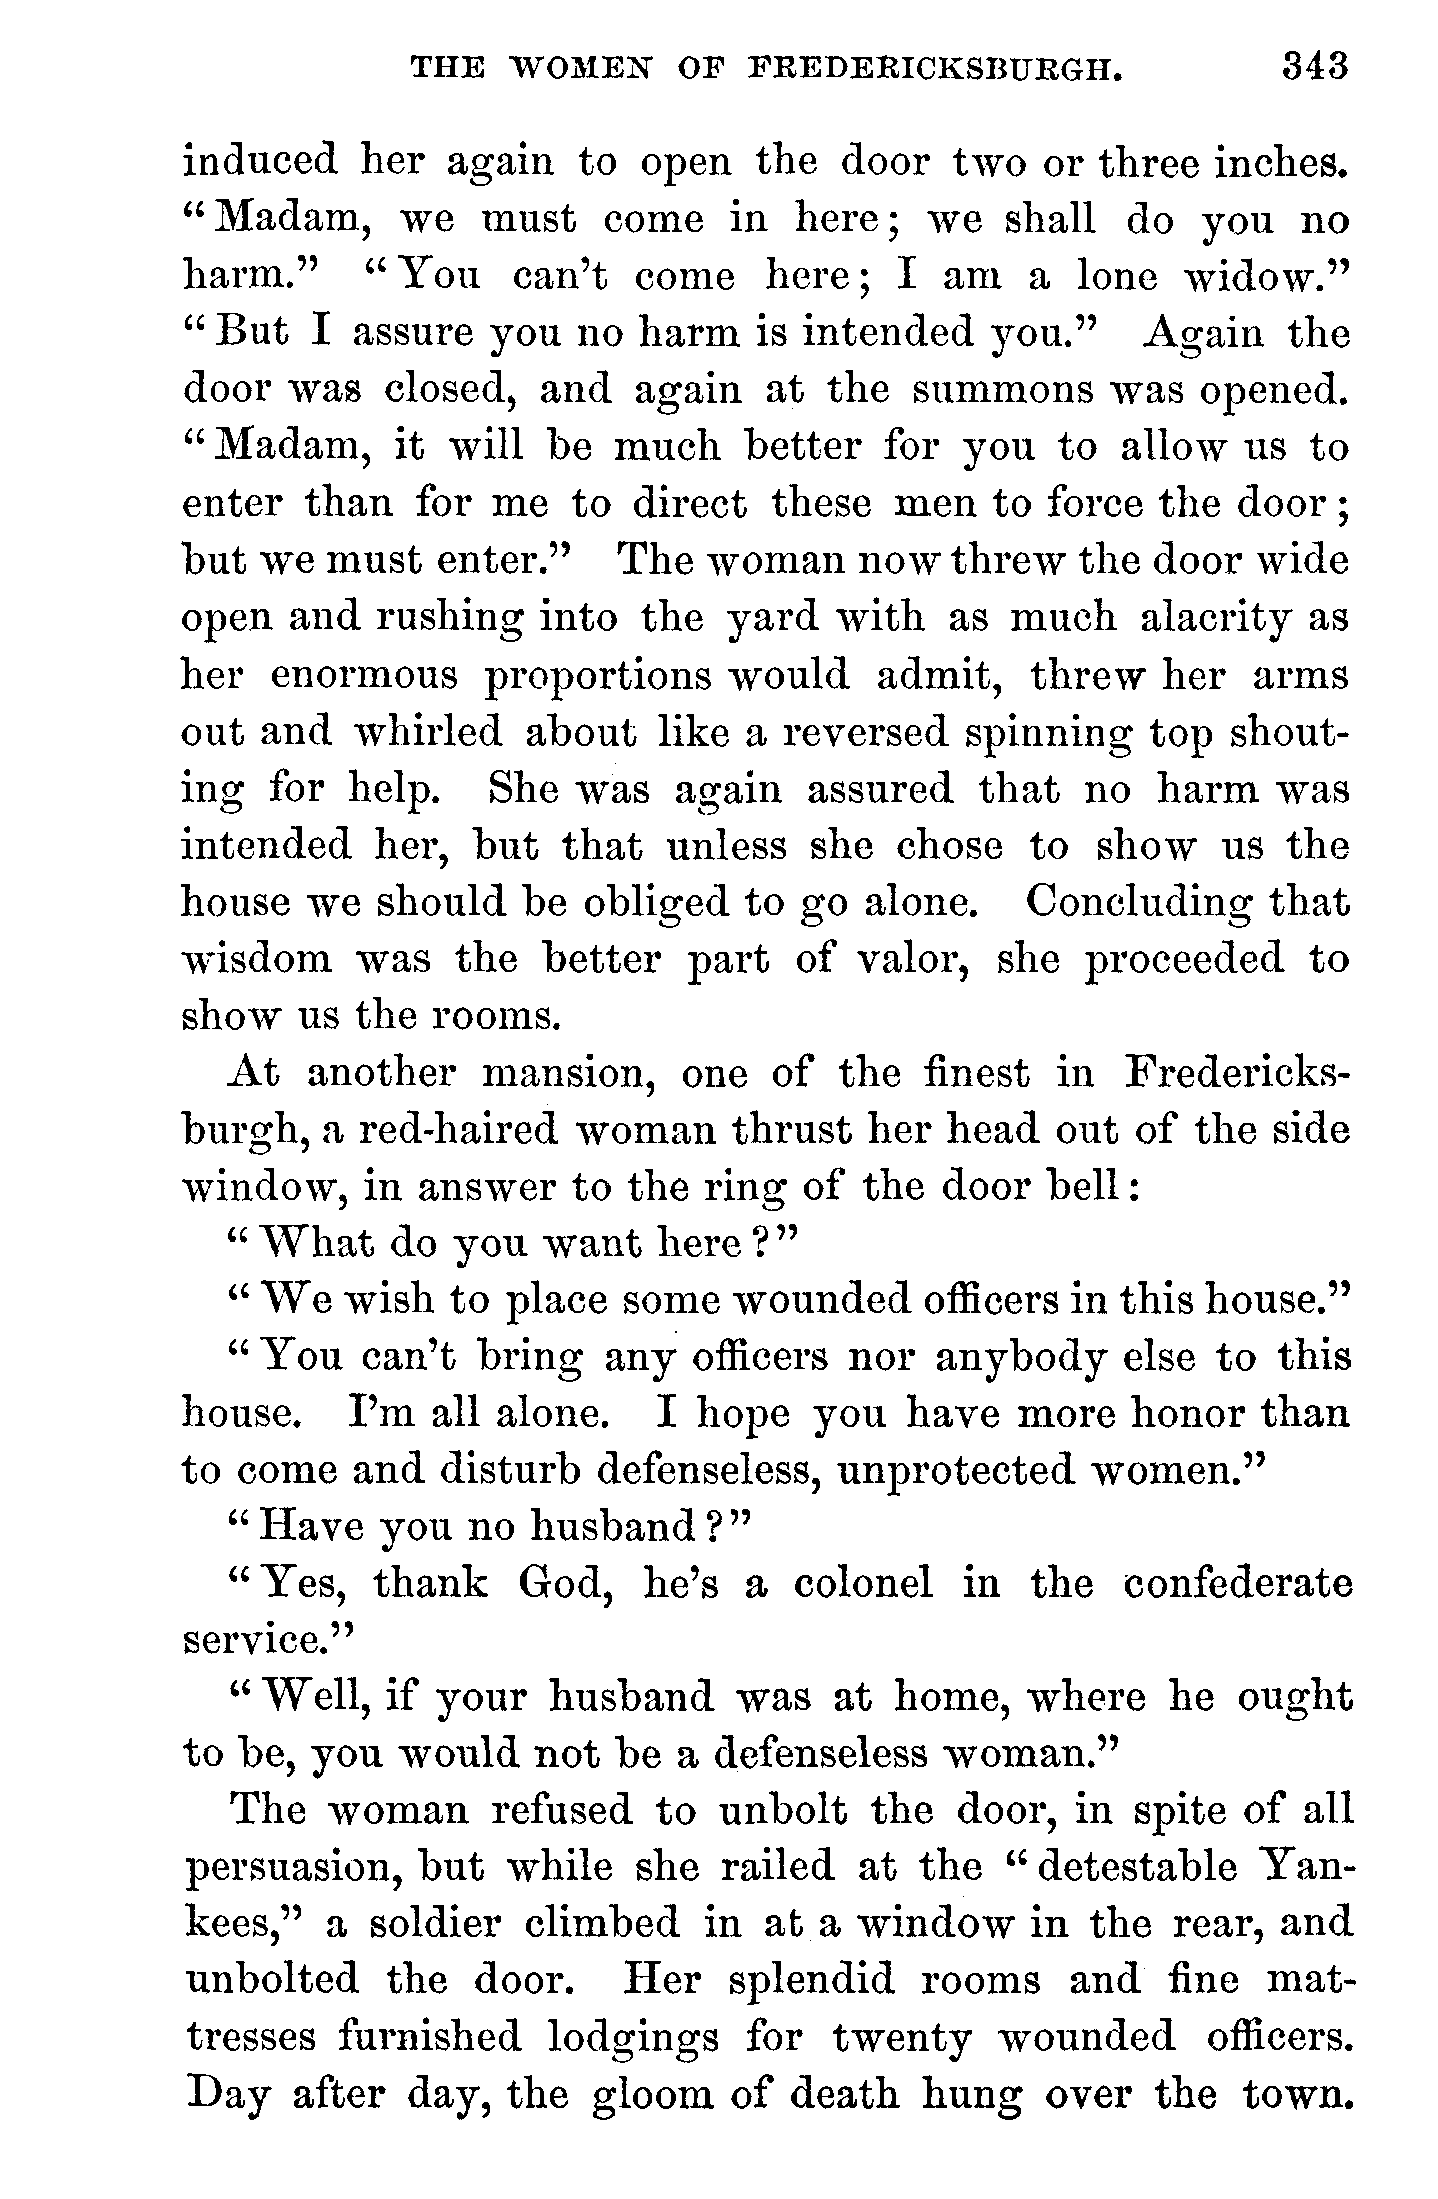 THE WOMEN OF FREDERICKSBURGH. 343
induced her again to open the door two or three inches.
“Madam, we must come in here; we shall do you no
harm.” “You can’t come here; I am a lone widow.”
“But I assure you no harm is intended you.” Again the
door was closed, and again at the summons was opened.
“Madam, it will be much better for you to allow us to
enter than for me to direct these men to force the door;
but we must enter.” The woman now threw the door wide
open and rushing into the yard with as much alacrity as
her enormous proportions would admit, threw her arms
out and whirled about like a reversed spinning top shout-
ing for help. She was again assured that no harm was
intended her, but that unless she chose to show us the
house we should be obliged to go alone. Concluding that
wisdom was the better part of valor, she proceeded to
show us the rooms.
At another mansion, one of the finest in Fredericks-
burgh, a red-haired woman thrust her head out of the side
window, in answer to the ring of the door bell:
“What do you want here?”
“We wish to place some wounded officers in this house.”
“You can’t bring any officers nor anybody else to this
house. I’m all alone. I hope you have more honor than
to come and disturb defenseless, unprotected women.”
“Have you no husband?”
“Yes, thank God, he’s a colonel in the confederate
service.”
“Well, if your husband was at home, where he ought
to be, you would not be a defenseless woman.”
The woman refused to unbolt the door, in spite of all
persuasion, but while she railed at the “detestable Yan-
kees,” a soldier climbed in at a window in the rear, and
unbolted the door. Her splendid rooms and fine mat-
tresses furnished lodgings for twenty wounded officers.
Day after day, the gloom of death hung over the town.